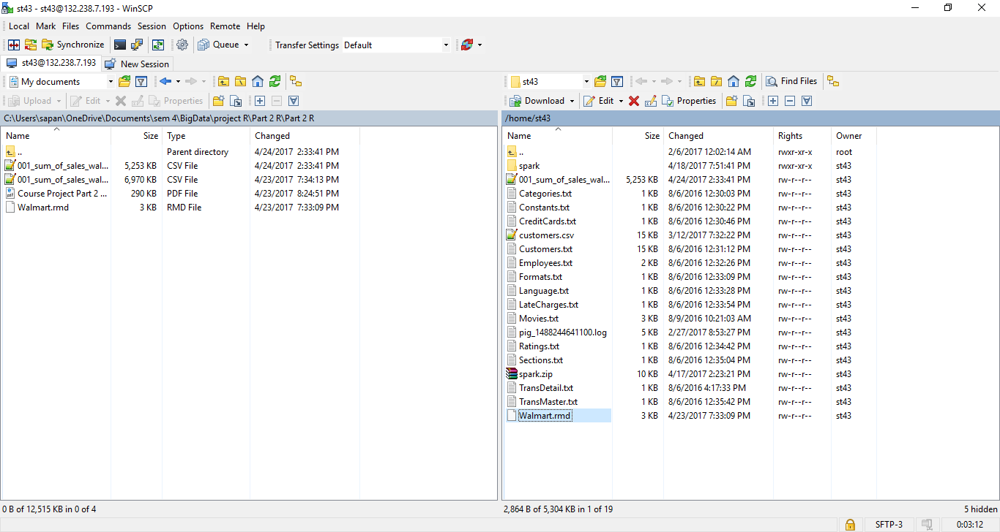 st43 - st43@132.238.7.193 - WinSCP
Local Mark Files Commands Session Options Remote Help
Synchronize Queue Transfer Settings Default
st43@132.238.7.193 New Session
My documents st43 Find Files
Upload Edit Properties Download Edit Properties
C:\Users\sapan\OneDrive\Documents\sem 4\BigData\project R\Part 2 R\Part 2 R
Name Size Type Changed
.. Parent directory 4/24/2017 2:33:41 PM
001_sum_of_sales_wal... 5,253 KB CSV File 4/24/2017 2:33:41 PM
001_sum_of_sales_wal... 6,970 KB CSV File 4/23/2017 7:34:13 PM
Course Project Part 2 ... 290 KB PDF File 4/23/2017 8:24:51 PM
Walmart.rmd 3 KB RMD File 4/23/2017 7:33:09 PM
0 B of 12,515 KB in 0 of 4
/home/st43
Name Size Changed Rights Owner
.. 2/6/2017 12:02:14 AM rwxr-xr-x root
spark 4/18/2017 7:51:41 PM rwxr-xr-x st43
001_sum_of_sales_wal... 5,253 KB 4/24/2017 2:33:41 PM rw-r--r-- st43
Categories.txt 1 KB 8/6/2016 12:30:03 PM rw-r--r-- st43
Constants.txt 1 KB 8/6/2016 12:30:22 PM rw-r--r-- st43
CreditCards.txt 1 KB 8/6/2016 12:30:46 PM rw-r--r-- st43
customers.csv 15 KB 3/12/2017 7:32:22 PM rw-r--r-- st43
Customers.txt 15 KB 8/6/2016 12:31:12 PM rw-r--r-- st43
Employees.txt 2 KB 8/6/2016 12:32:26 PM rw-r--r-- st43
Formats.txt 1 KB 8/6/2016 12:33:09 PM rw-r--r-- st43
Language.txt 1 KB 8/6/2016 12:33:28 PM rw-r--r-- st43
LateCharges.txt 1 KB 8/6/2016 12:33:54 PM rw-r--r-- st43
Movies.txt 3 KB 8/9/2016 10:21:03 AM rw-r--r-- st43
pig_1488244641100.log 5 KB 2/27/2017 8:53:27 PM rw-r--r-- st43
Ratings.txt 1 KB 8/6/2016 12:34:42 PM rw-r--r-- st43
Sections.txt 1 KB 8/6/2016 12:35:04 PM rw-r--r-- st43
spark.zip 10 KB 4/17/2017 2:23:21 PM rw-r--r-- st43
TransDetail.txt 1 KB 8/6/2016 4:17:33 PM rw-r--r-- st43
TransMaster.txt 1 KB 8/6/2016 12:35:42 PM rw-r--r-- st43
Walmart.rmd 3 KB 4/23/2017 7:33:09 PM rw-r--r-- st43
2,864 B of 5,304 KB in 1 of 19 5 hidden
SFTP-3 0:03:12